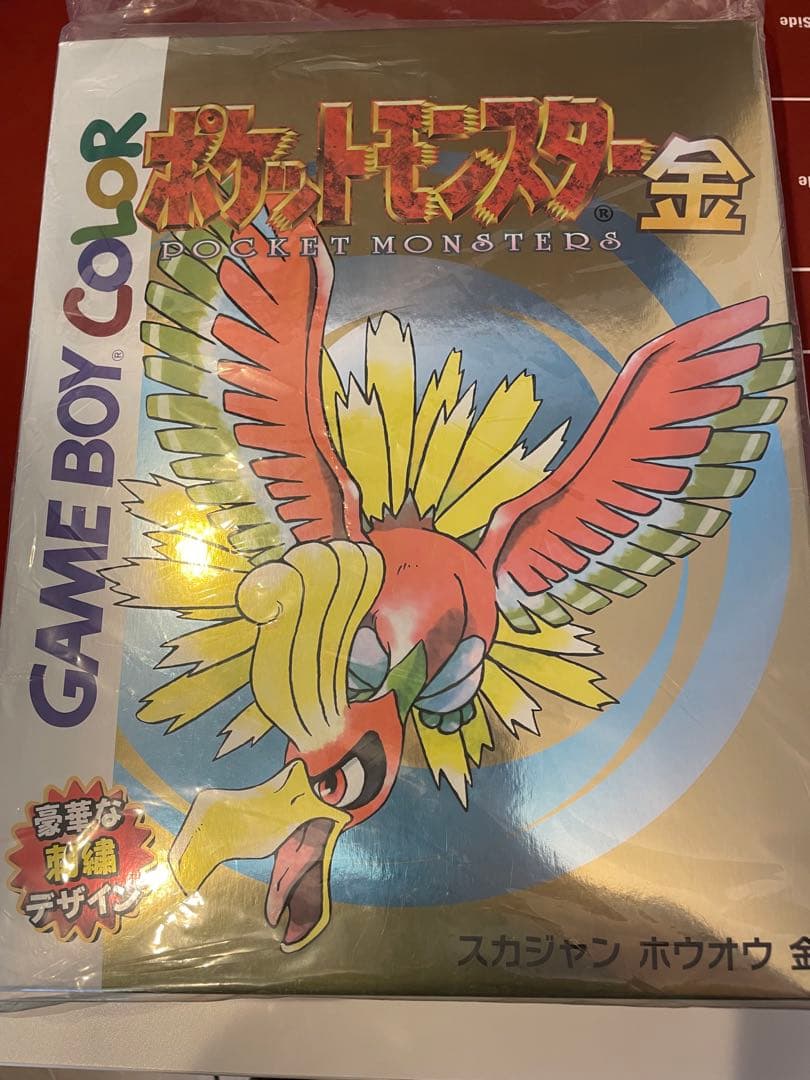 ポケットモンスター 金
®
POCKET MONSTERS
GAME BOY® COLOR
豪華な
刺繍
デザイン
スカジャン ホウオウ 金
Side